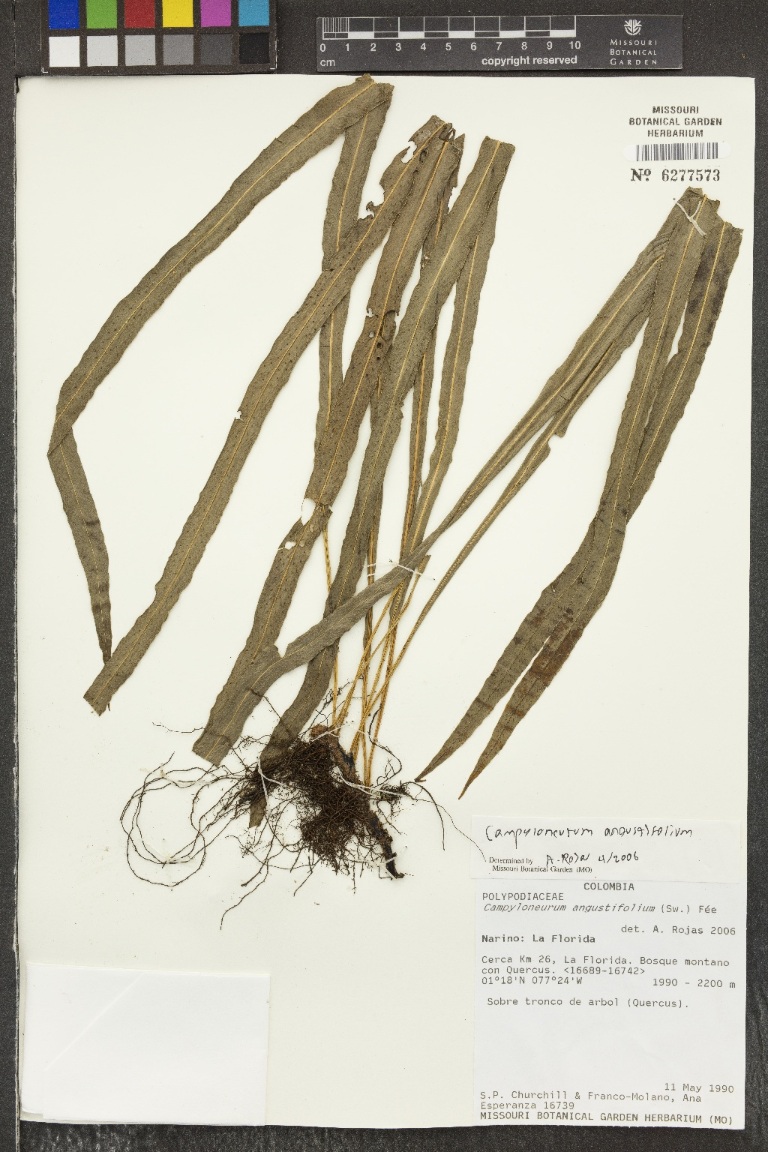 0 1 2 3 4 5 6 7 8 9 10
cm
copyright reserved
MISSOURI
BOTANICAL
GARDEN
MISSOURI
BOTANICAL GARDEN
HERBARIUM
Nº 6277573
Campyloneurum angustifolium
Determined by A. Rojas 4/2006
Missouri Botanical Garden (MO)
COLOMBIA
POLYPODIACEAE
Campyloneurum angustifolium (Sw.) Fée
det. A. Rojas 2006
Narino: La Florida
Cerca Km 26, La Florida. Bosque montano
con Quercus. <16689-16742>
01°18'N 077°24'W 1990 - 2200 m
Sobre tronco de arbol (Quercus).
11 May 1990
S.P. Churchill & Franco-Molano, Ana
Esperanza 16739
MISSOURI BOTANICAL GARDEN HERBARIUM (MO)